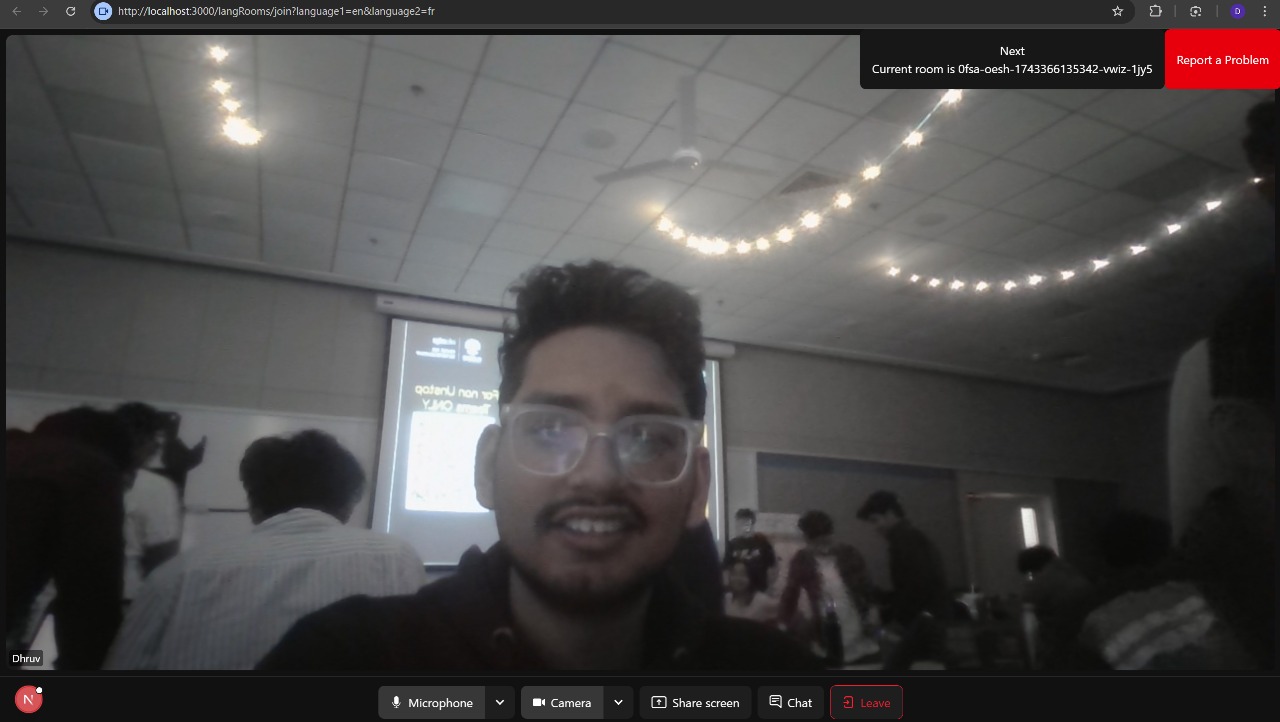 http://localhost:3000/langRooms/join?language1=en&language2=fr
D
Next
Current room is 0fsa-oesh-1743366135342-vwiz-1jy5
Report a Problem
For non Unstop
Teams ONLY
Dhruv
N
Microphone
Camera
Share screen
Chat
Leave